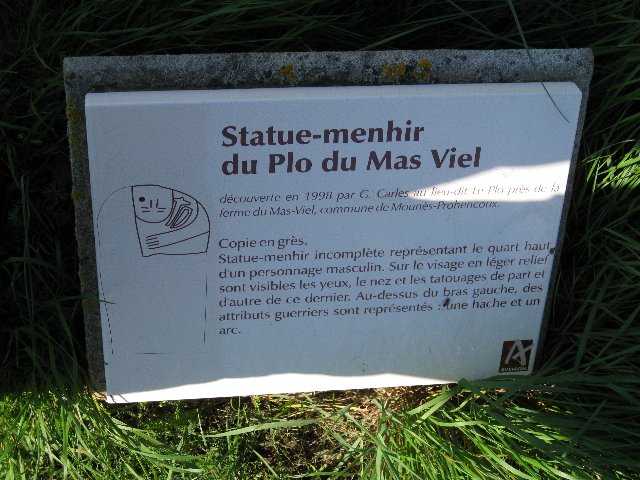 Statue-menhir
du Plo du Mas Viel
découverte en 1998 par G. Carles au lieu-dit Le Plo près de la
ferme du Mas-Viel, commune de Mounès-Prohencoux.
Copie en grès.
Statue-menhir incomplète représentant le quart haut
d'un personnage masculin. Sur le visage en léger relief
sont visibles les yeux, le nez et les tatouages de part et
d'autre de ce dernier. Au-dessus du bras gauche, des
attributs guerriers sont représentés : une hache et un
arc.
AVEYRON